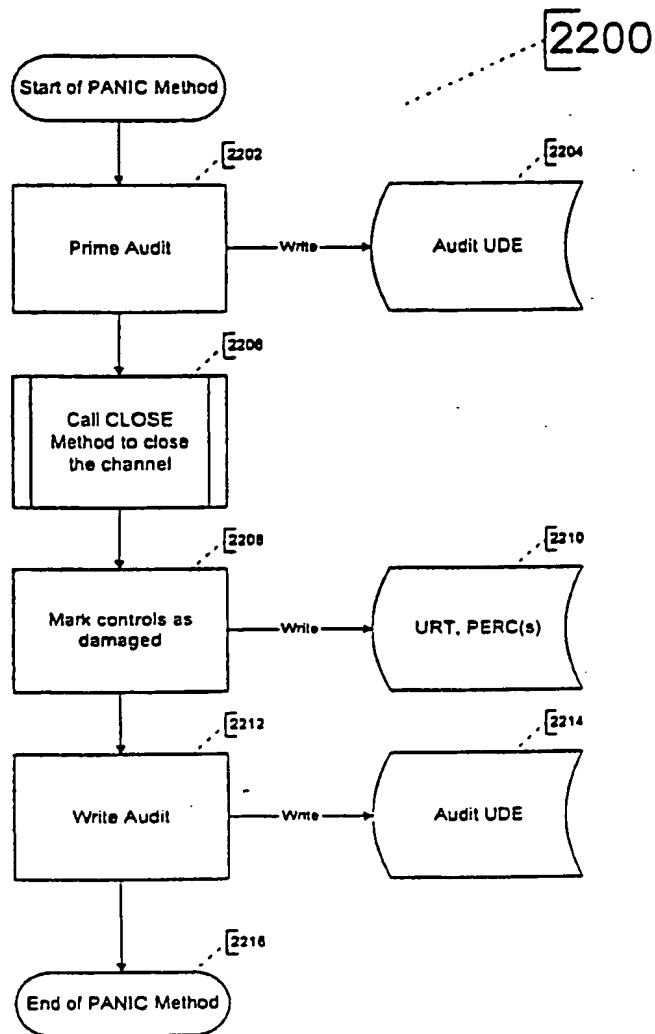 2200
Start of PANIC Method
2202
2204
Prime Audit
Write
Audit UDE
2206
Call CLOSE
Method to close
the channel
2208
2210
Mark controls as
damaged
Write
URT, PERC(s)
2212
2214
Write Audit
Write
Audit UDE
2216
End of PANIC Method